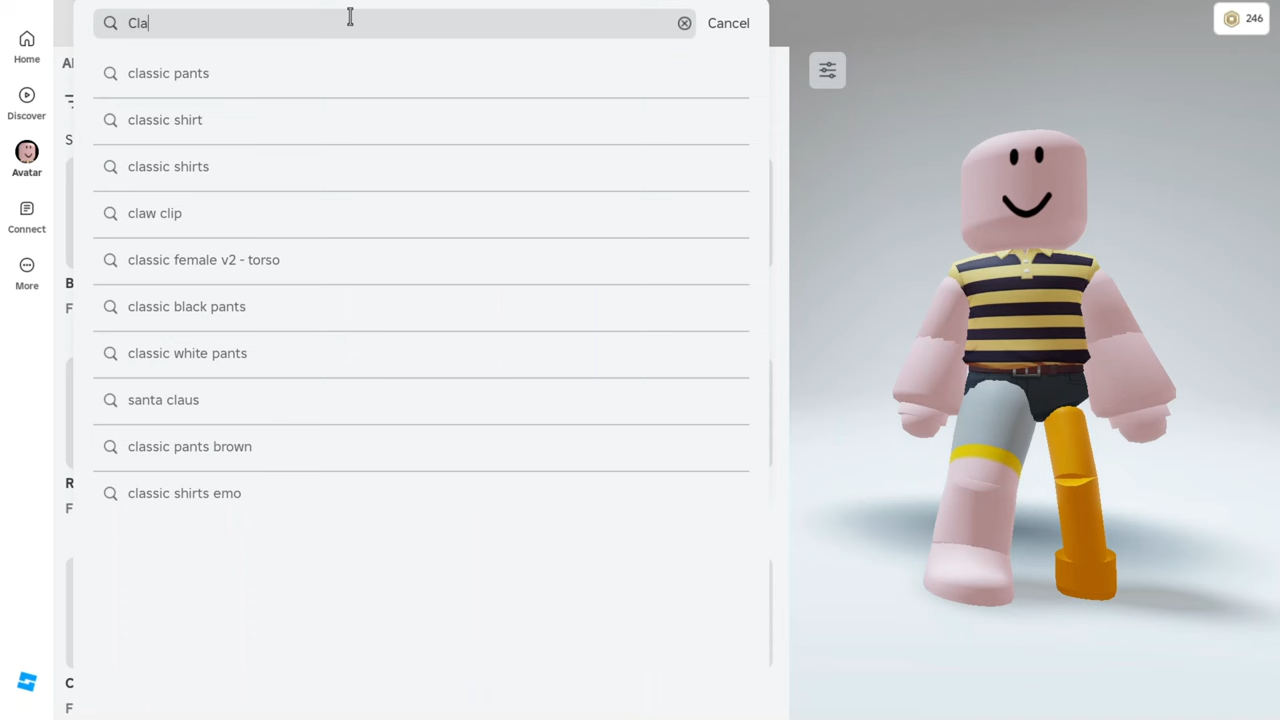 Cla
Cancel
246
Home
Discover
Avatar
Connect
More
classic pants
classic shirt
classic shirts
claw clip
classic female v2 - torso
classic black pants
classic white pants
santa claus
classic pants brown
classic shirts emo
Al
S
B
F
R
F
C
F